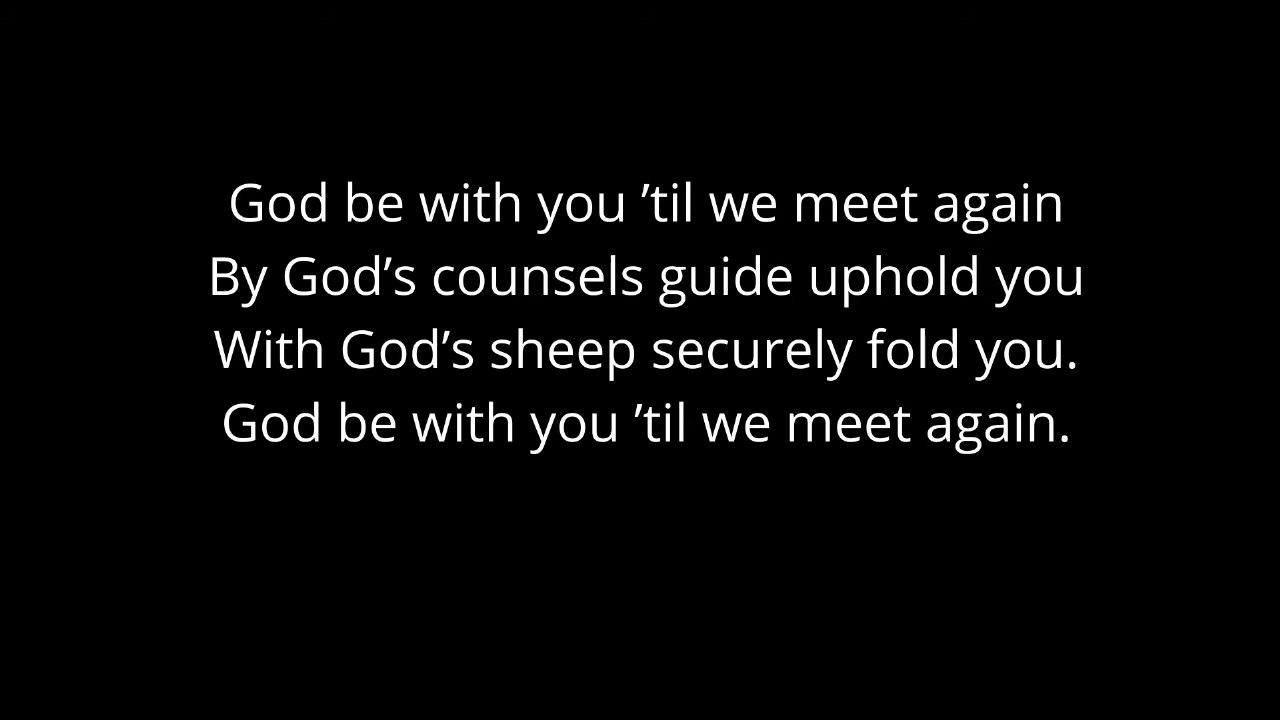 God be with you ’til we meet again
By God’s counsels guide uphold you
With God’s sheep securely fold you.
God be with you ’til we meet again.